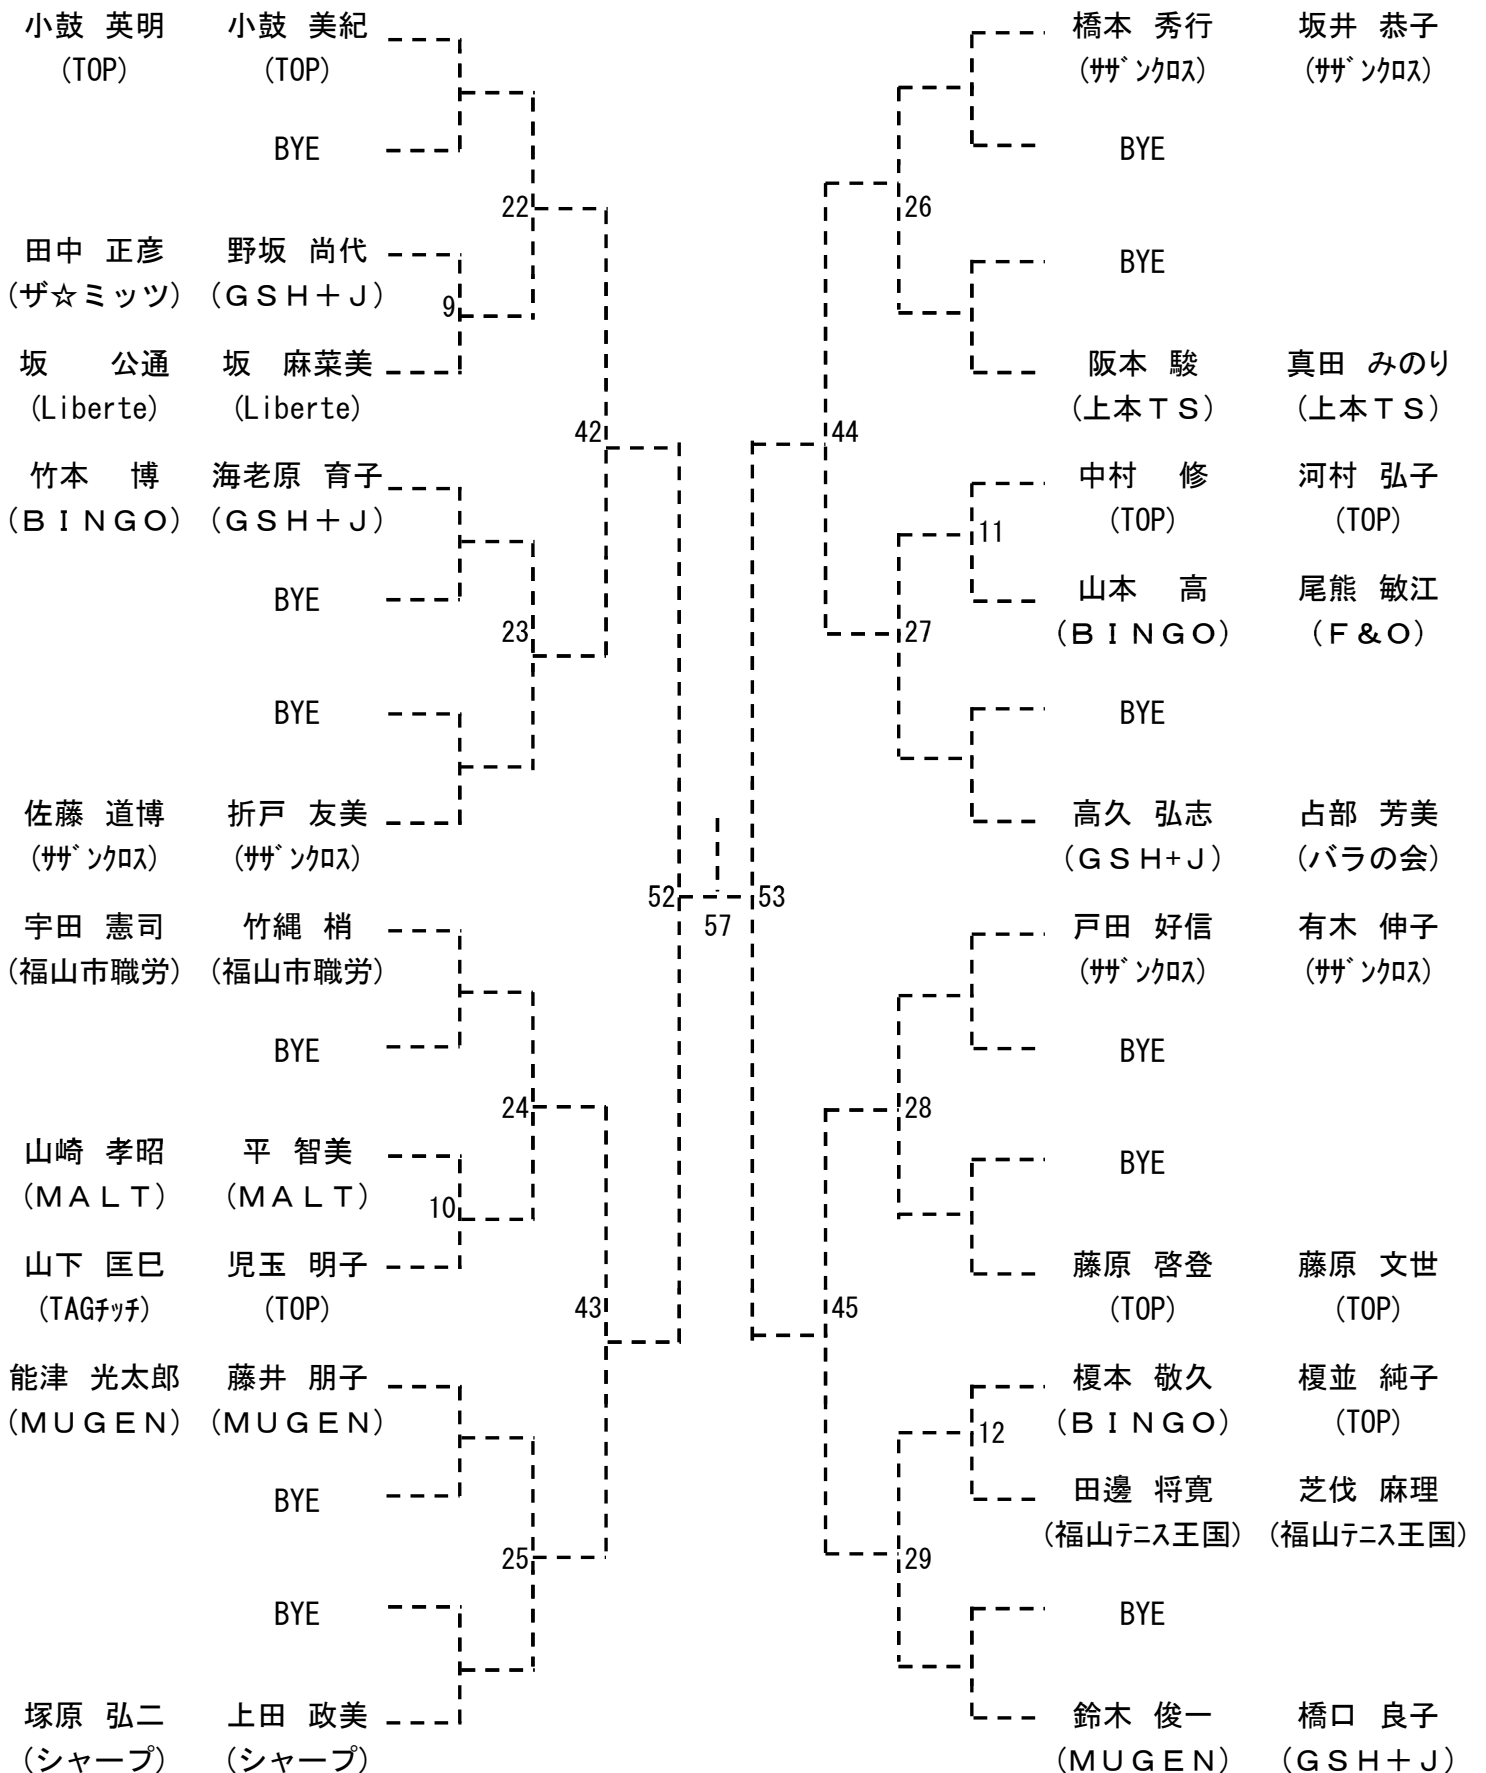 小鼓 英明 小鼓 美紀
(TOP) (TOP)
BYE
22
田中 正彦 野坂 尚代
(ザ☆ミッツ) (ＧＳＨ＋Ｊ)
9
坂 公通 坂 麻菜美
(Liberte) (Liberte)
42
竹本 博 海老原 育子
(ＢＩＮＧＯ) (ＧＳＨ＋Ｊ)
BYE
23
BYE
佐藤 道博 折戸 友美
(ｻｻﾞﾝｸﾛｽ) (ｻｻﾞﾝｸﾛｽ)
52
57
53
宇田 憲司 竹縄 梢
(福山市職労) (福山市職労)
BYE
24
山崎 孝昭 平 智美
(ＭＡＬＴ) (ＭＡＬＴ)
10
山下 匡巳 児玉 明子
(TAGﾁｯﾁ) (TOP)
43
能津 光太郎 藤井 朋子
(ＭＵＧＥＮ) (ＭＵＧＥＮ)
BYE
25
BYE
塚原 弘二 上田 政美
(シャープ) (シャープ)
橋本 秀行 坂井 恭子
(ｻｻﾞﾝｸﾛｽ) (ｻｻﾞﾝｸﾛｽ)
BYE
26
BYE
阪本 駿 真田 みのり
(上本ＴＳ) (上本ＴＳ)
44
中村 修 河村 弘子
(TOP) (TOP)
11
山本 高 尾熊 敏江
(ＢＩＮＧＯ) (Ｆ＆Ｏ)
27
BYE
高久 弘志 占部 芳美
(ＧＳＨ+Ｊ) (バラの会)
戸田 好信 有木 伸子
(ｻｻﾞﾝｸﾛｽ) (ｻｻﾞﾝｸﾛｽ)
BYE
28
BYE
藤原 啓登 藤原 文世
(TOP) (TOP)
45
榎本 敬久 榎並 純子
(ＢＩＮＧＯ) (TOP)
12
田邊 将寛 芝伐 麻理
(福山ﾃﾆｽ王国) (福山ﾃﾆｽ王国)
29
BYE
鈴木 俊一 橋口 良子
(ＭＵＧＥＮ) (ＧＳＨ＋Ｊ)